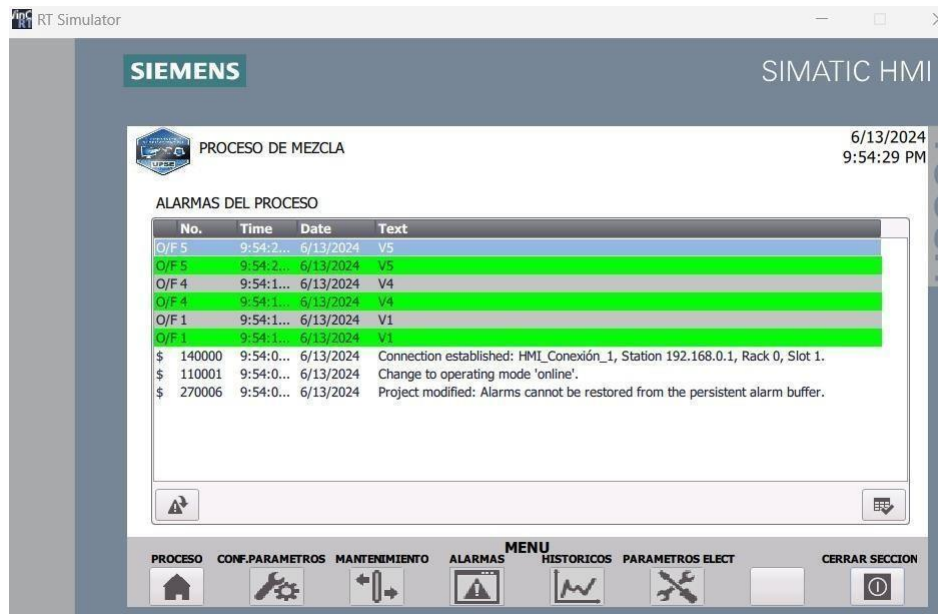 RT Simulator
SIEMENS
SIMATIC HMI
6/13/2024
PROCESO DE MEZCLA
9:54:29 PM
UPSE
ALARMAS DEL PROCESO
No. Time Date Text
O/F 5 9:54:2... 6/13/2024 V5
O/F 5 9:54:2... 6/13/2024 V5
O/F 4 9:54:1... 6/13/2024 V4
O/F 4 9:54:1... 6/13/2024 V4
O/F 1 9:54:1... 6/13/2024 V1
O/F 1 9:54:1... 6/13/2024 V1
$ 140000 9:54:0... 6/13/2024 Connection established: HMI_Conexión_1, Station 192.168.0.1, Rack 0, Slot 1.
$ 110001 9:54:0... 6/13/2024 Change to operating mode 'online'.
$ 270006 9:54:0... 6/13/2024 Project modified: Alarms cannot be restored from the persistent alarm buffer.
MENU
PROCESO CONF.PARAMETROS MANTENIMIENTO ALARMAS HISTORICOS PARAMETROS ELECT CERRAR SECCION